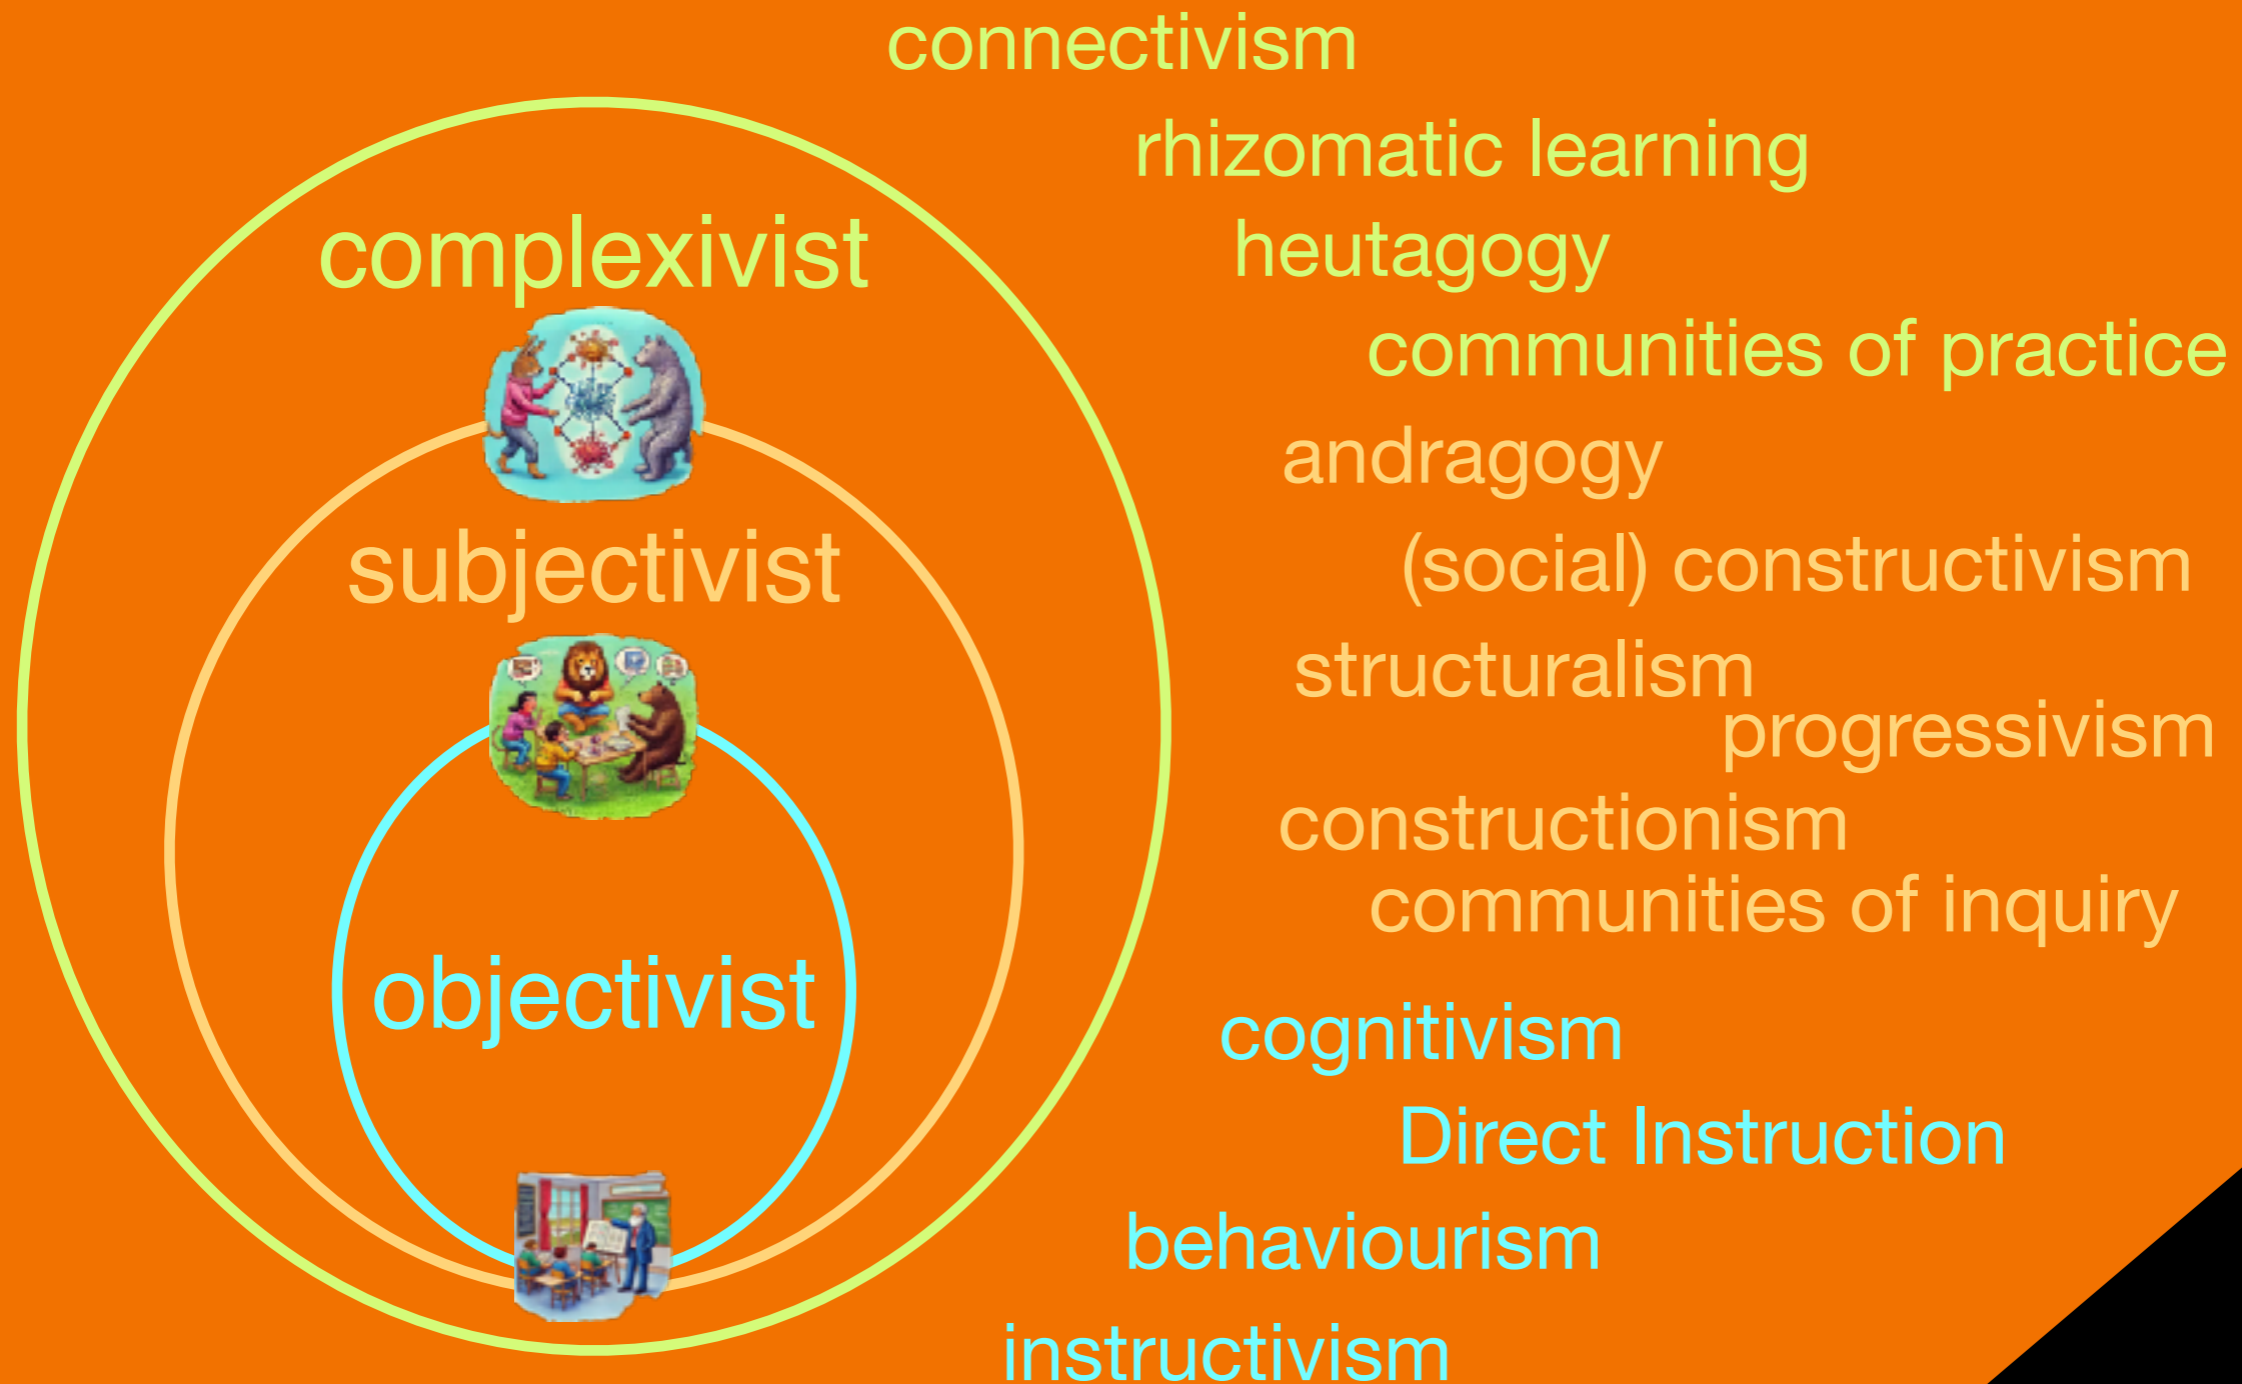 connectivism
rhizomatic learning
complexivist
heutagogy
communities of practice
andragogy
subjectivist
(social) constructivism
structuralism
progressivism
constructionism
communities of inquiry
objectivist
cognitivism
Direct Instruction
behaviourism
instructivism